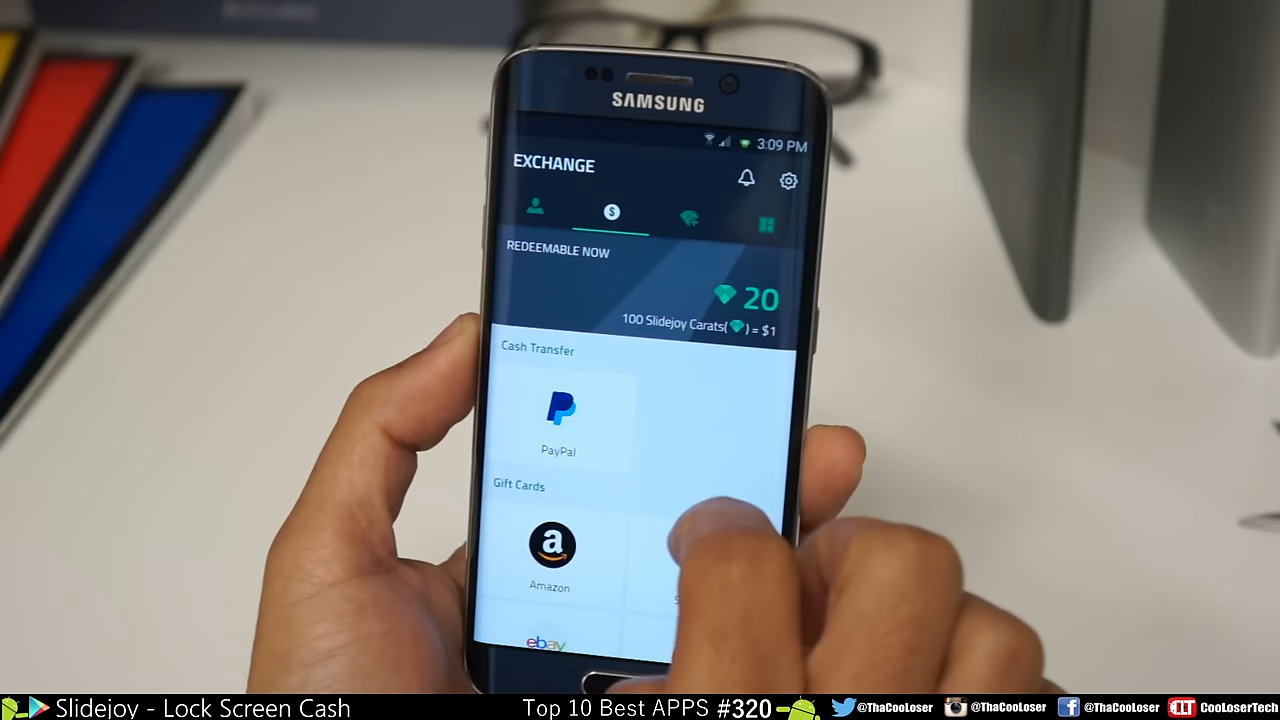 SAMSUNG
3:09 PM
EXCHANGE
$
REDEEMABLE NOW
20
100 Slidejoy Carats( ) = $1
Cash Transfer
PayPal
Gift Cards
a
Amazon
ebay
Slidejoy - Lock Screen Cash
Top 10 Best APPS #320
@ThaCooLoser
@ThaCooLoser
@ThaCooLoser
CLT CooLoserTech